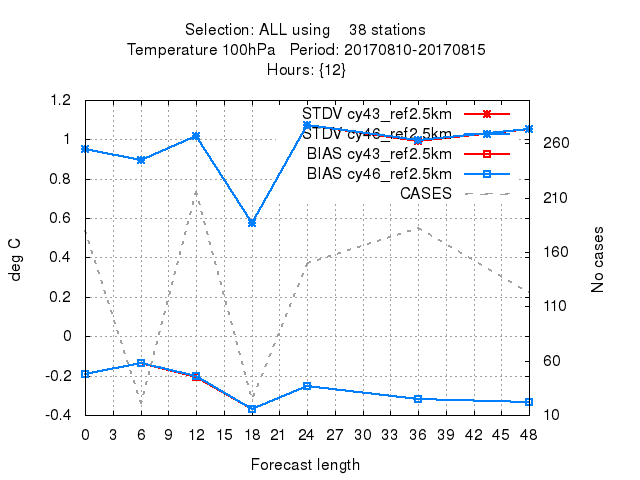 Selection: ALL using 38 stations
Temperature 100hPa Period: 20170810-20170815
Hours: {12}
STDV cy43_ref2.5km
STDV cy46_ref2.5km
BIAS cy43_ref2.5km
BIAS cy46_ref2.5km
CASES
1.2
1
0.8
0.6
0.4
0.2
0
-0.2
-0.4
deg C
260
210
160
110
60
10
No cases
0 3 6 9 12 15 18 21 24 27 30 33 36 39 42 45 48
Forecast length